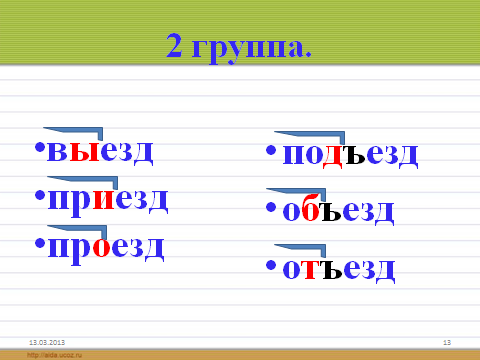 2 группа.
•выезд
•приезд
•проезд
•подъезд
•объезд
•отъезд
13.03.2013
13
http://aida.ucoz.ru